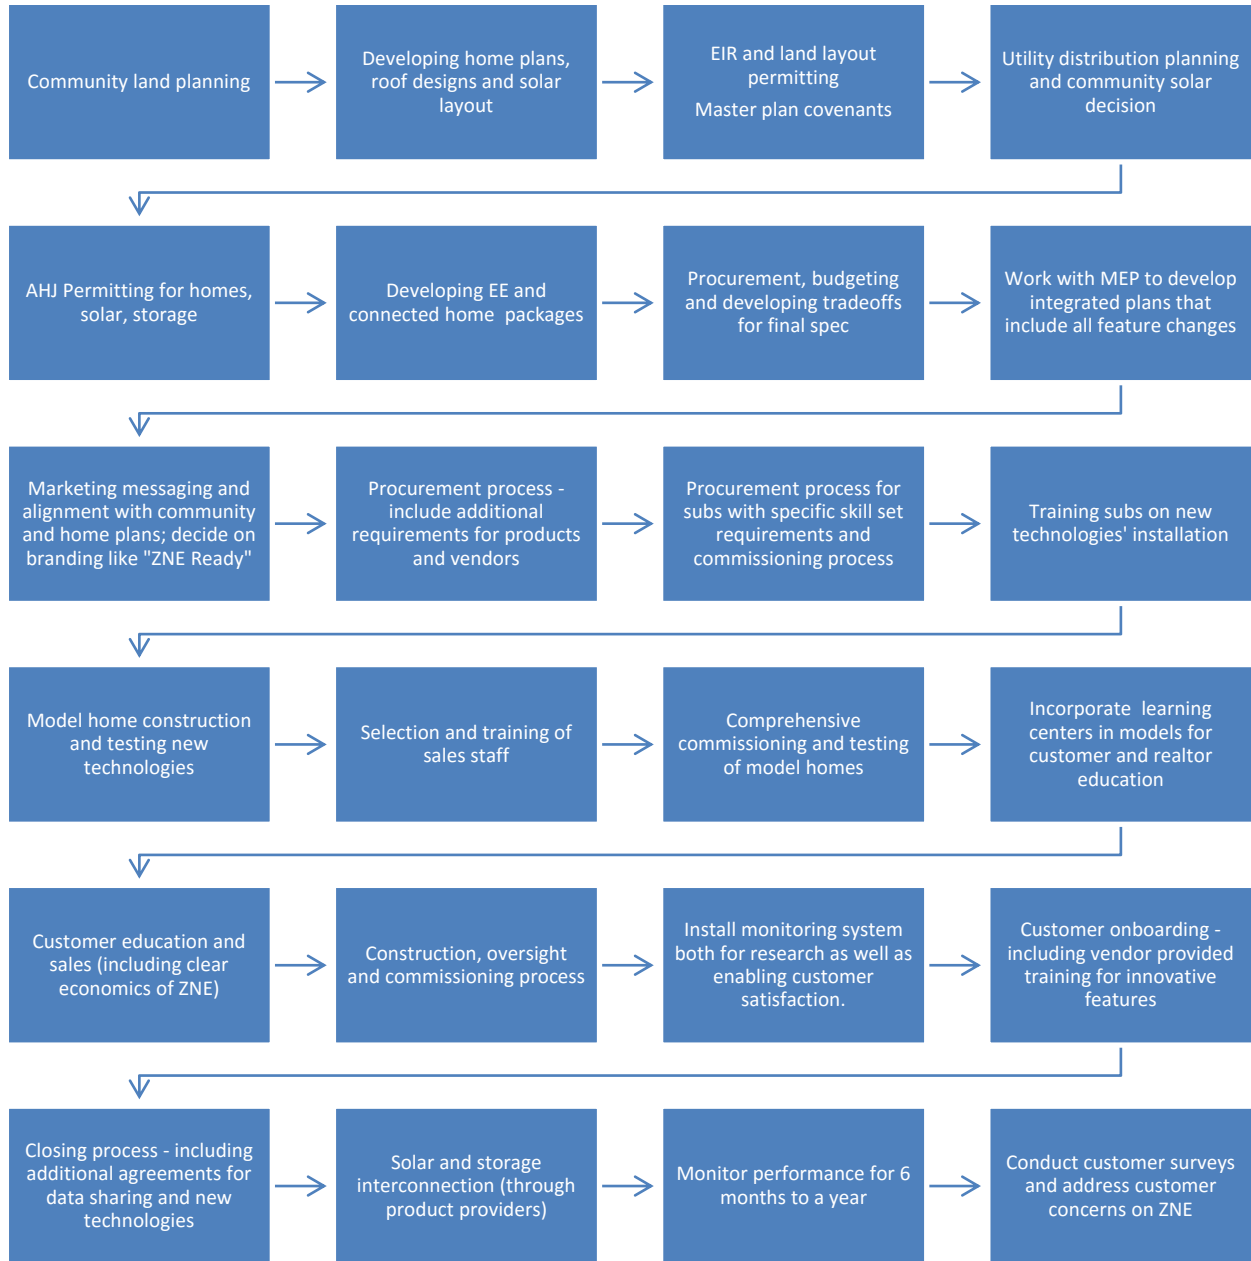 Community land planning
Developing home plans,
roof designs and solar
layout
EIR and land layout
permitting
Master plan covenants
Utility distribution planning
and community solar
decision
AHJ Permitting for homes,
solar, storage
Developing EE and
connected home  packages
Procurement, budgeting
and developing tradeoffs
for final spec
Work with MEP to develop
integrated plans that
include all feature changes
Marketing messaging and
alignment with community
and home plans; decide on
branding like "ZNE Ready"
Procurement process -
include additional
requirements for products
and vendors
Procurement process for
subs with specific skill set
requirements and
commissioning process
Training subs on new
technologies' installation
Model home construction
and testing new
technologies
Selection and training of
sales staff
Comprehensive
commissioning and testing
of model homes
Incorporate  learning
centers in models for
customer and realtor
education
Customer education and
sales (including clear
economics of ZNE)
Construction, oversight
and commissioning process
Install monitoring system
both for research as well as
enabling customer
satisfaction.
Customer onboarding -
including vendor provided
training for innovative
features
Closing process - including
additional agreements for
data sharing and new
technologies
Solar and storage
interconnection (through
product providers)
Monitor performance for 6
months to a year
Conduct customer surveys
and address customer
concerns on ZNE